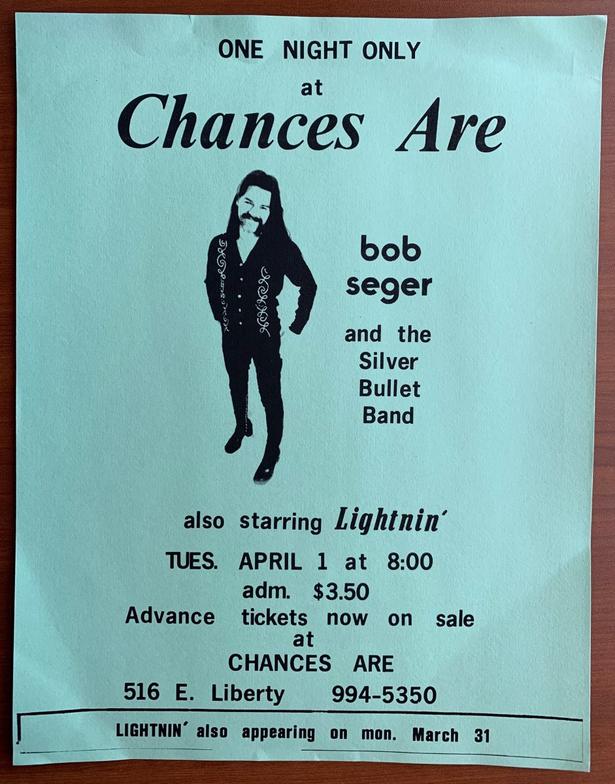 ONE NIGHT ONLY
at
Chances Are
bob
seger
and the
Silver
Bullet
Band
also starring Lightnin'
TUES. APRIL 1 at 8:00
adm. $3.50
Advance tickets now on sale
at
CHANCES ARE
516 E. Liberty 994-5350
LIGHTNIN' also appearing on mon. March 31